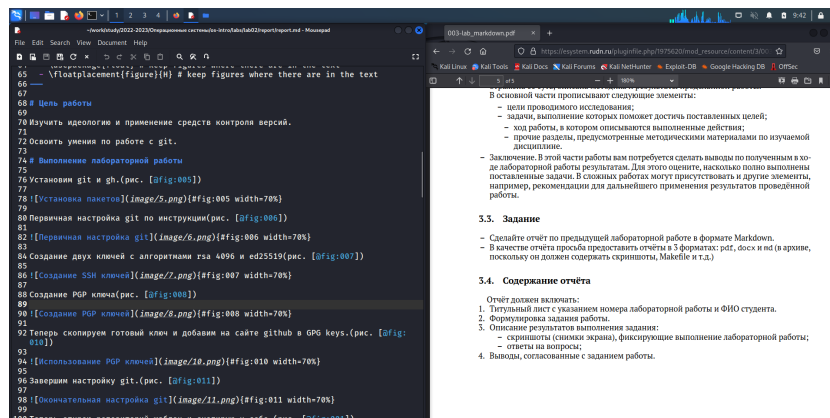 1 2 3 4
9:42
~/work/study/2022-2023/Операционные системы/os-intro/labs/lab02/report/report.md - Mousepad
File Edit Search View Document Help
65 - \floatplacement{figure}{H} # keep figures where there are in the text
66 ---
67
68 # Цель работы
69
70 Изучить идеологию и применение средств контроля версий.
71
72 Освоить умения по работе с git.
73
74 # Выполнение лабораторной работы
75
76 Установим git и gh.(рис. [@fig:005])
77
78 ![Установка пакетов](image/5.png){#fig:005 width=70%}
79
80 Первичная настройка git по инструкции(рис. [@fig:006])
81
82 ![Первичная настройка git](image/6.png){#fig:006 width=70%}
83
84 Создание двух ключей с алгоритмами rsa 4096 и ed25519(рис. [@fig:007])
85
86 ![Создание SSH ключей](image/7.png){#fig:007 width=70%}
87
88 Создание PGP ключа(рис. [@fig:008])
89
90 ![Создание PGP ключей](image/8.png){#fig:008 width=70%}
91
92 Теперь скопируем готовый ключ и добавим на сайте github в GPG keys.(рис. [@fig:
010])
93
94 ![Использование PGP ключей](image/10.png){#fig:010 width=70%}
95
96 Завершим настройку git.(рис. [@fig:011])
97
98 ![Окончательная настройка git](image/11.png){#fig:011 width=70%}
99
003-lab_markdown.pdf
https://esystem.rudn.ru/pluginfile.php/1975620/mod_resource/content/3/00
Kali Linux Kali Tools Kali Docs Kali Forums Kali NetHunter Exploit-DB Google Hacking DB OffSec
5 of 5 180%
В основной части прописывают следующие элементы:
– цели проводимого исследования;
– задачи, выполнение которых поможет достичь поставленных целей;
– ход работы, в котором описываются выполненные действия;
– прочие разделы, предусмотренные методическими материалами по изучаемой
дисциплине.
– Заключение. В этой части работы вам потребуется сделать выводы по полученным в хо-
де лабораторной работы результатам. Для этого оцените, насколько полно выполнены
поставленные задачи. В сложных работах могут присутствовать и другие элементы,
например, рекомендации для дальнейшего применения результатов проведённой
работы.
3.3. Задание
– Сделайте отчёт по предыдущей лабораторной работе в формате Markdown.
– В качестве отчёта просьба предоставить отчёты в 3 форматах: pdf, docx и md (в архиве,
поскольку он должен содержать скриншоты, Makefile и т.д.)
3.4. Содержание отчёта
Отчёт должен включать:
1. Титульный лист с указанием номера лабораторной работы и ФИО студента.
2. Формулировка задания работы.
3. Описание результатов выполнения задания:
– скриншоты (снимки экрана), фиксирующие выполнение лабораторной работы;
– ответы на вопросы;
4. Выводы, согласованные с заданием работы.